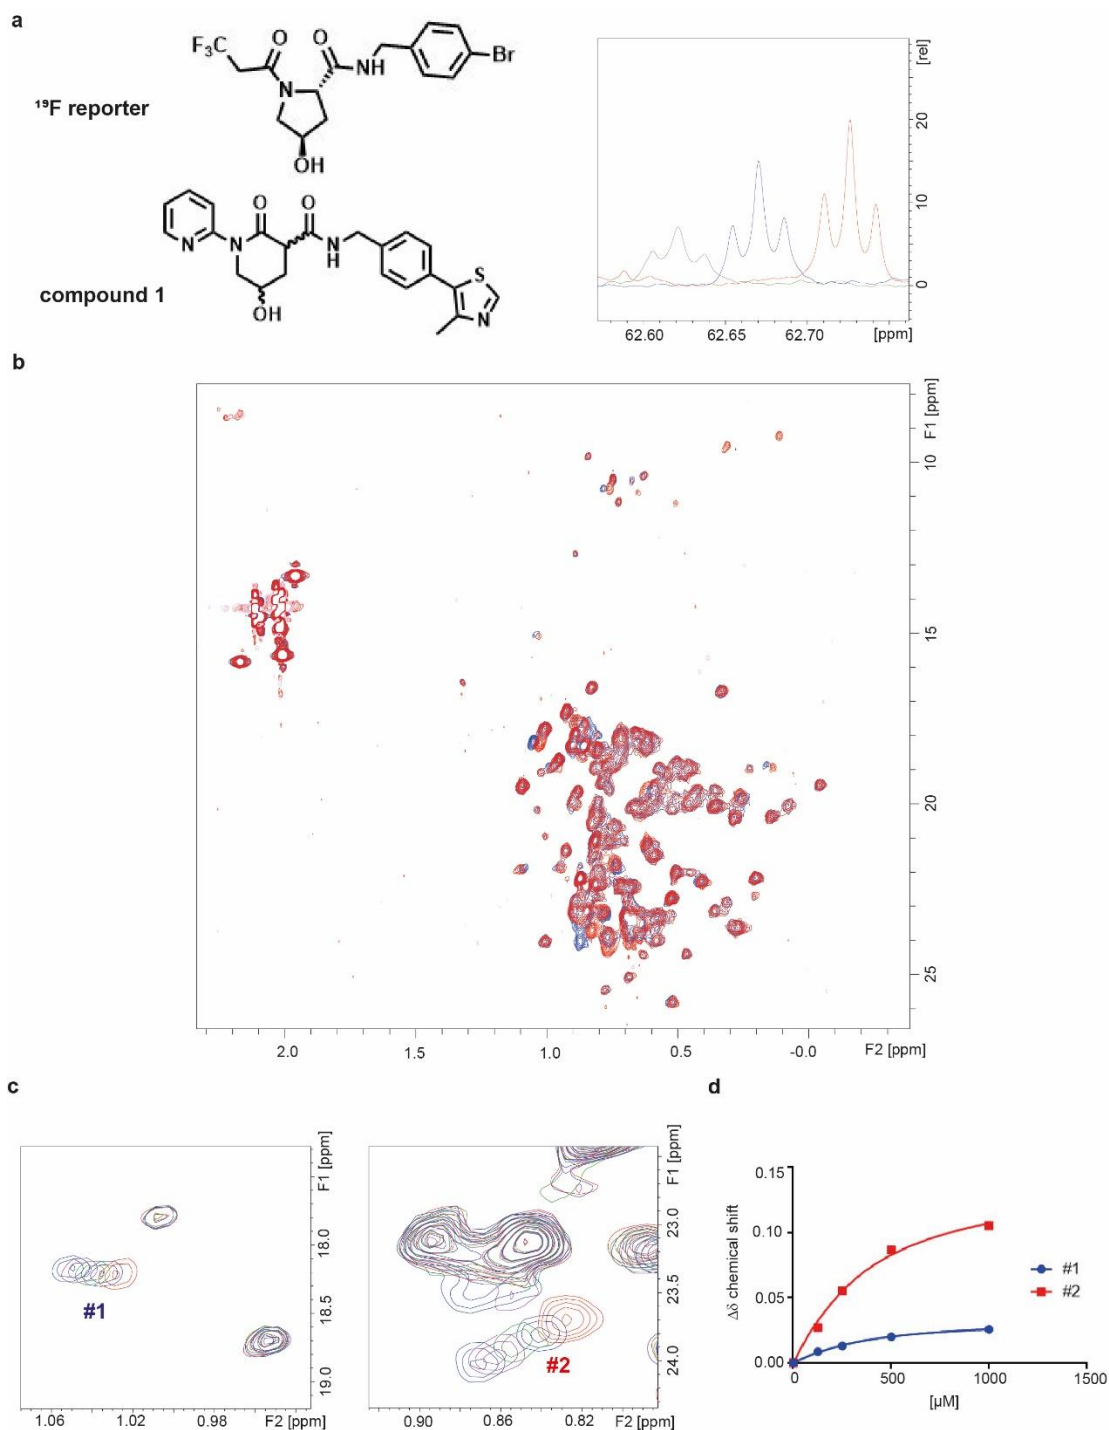 a
F₃C
O
O
NH
Br
N
OH
¹⁹F reporter
N
N
O
O
N
H
OH
S
N
compound 1
[rel]
20
10
0
62.60
62.65
62.70
[ppm]
b
F1 [ppm]
10
15
20
25
2.0
1.5
1.0
0.5
-0.0
F2 [ppm]
c
F1 [ppm]
18.0
18.5
19.0
#1
1.06
1.02
0.98
F2 [ppm]
F1 [ppm]
23.0
23.5
24.0
#2
0.90
0.86
0.82
F2 [ppm]
d
Δδ chemical shift
0.15
0.10
0.05
0.00
0
500
1000
1500
[µM]
#1
#2